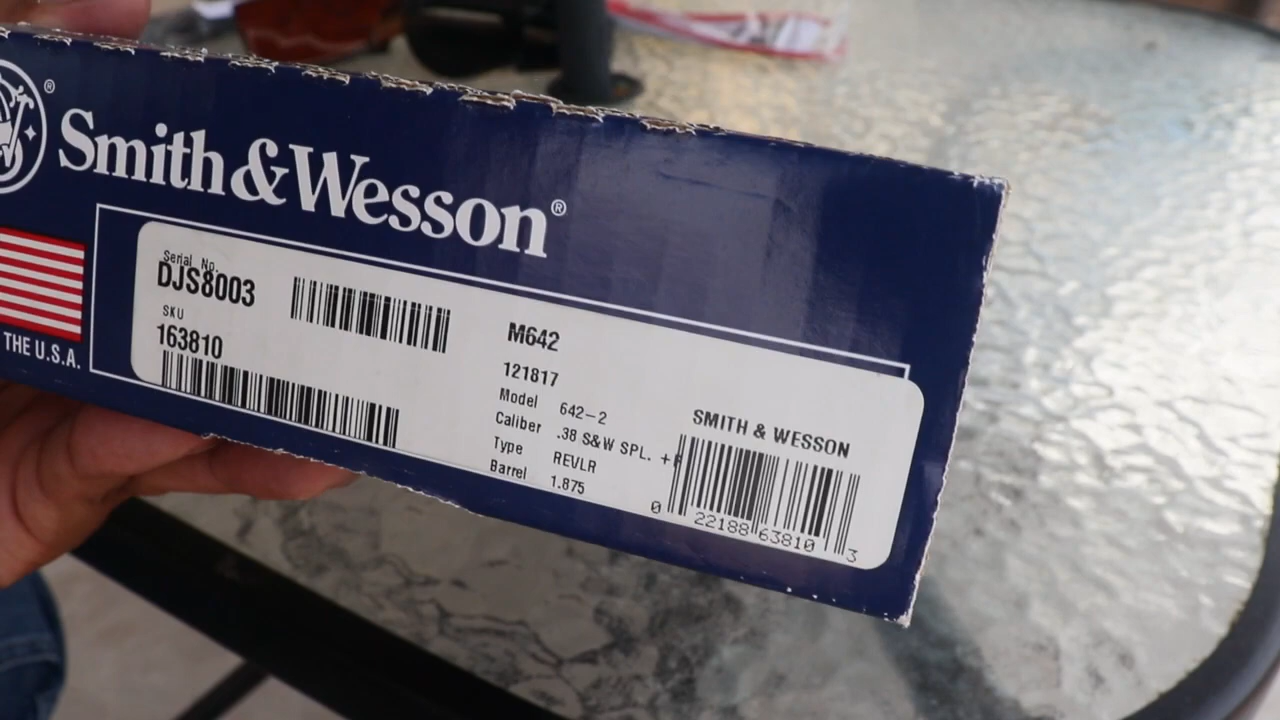 ®
Smith & Wesson®
THE U.S.A.
Serial No.
DJS8003
SKU
163810
M642
121817
Model 642-2
Caliber .38 S&W SPL. +P
Type REVLR
Barrel 1.875
SMITH & WESSON
0 22188 63810 3